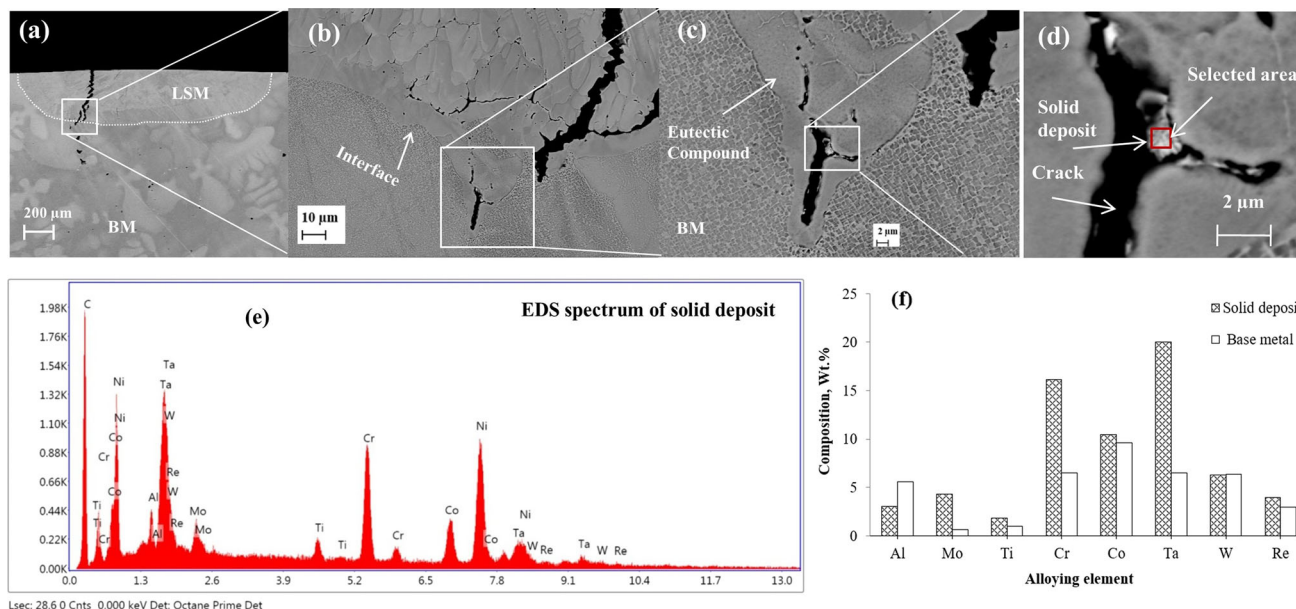 (a)
LSM
BM
200 µm
(b)
Interface
10 µm
(c)
Eutectic
Compound
BM
2 µm
(d)
Selected area
Solid
deposit
Crack
2 µm
(e)
EDS spectrum of solid deposit
1.98K
1.76K
1.54K
1.32K
1.10K
0.88K
0.66K
0.44K
0.22K
0.00K
C
Ni
Ni
Co
Cr
Co
Ti
Ti
Cr
Ta
Ta
W
Re
W
Al
Al
Re
Mo
Mo
Ti
Ti
Cr
Cr
Co
Ni
Co
Ni
Ta
W
Re
Ta
W
Re
0.0
1.3
2.6
3.9
5.2
6.5
7.8
9.1
10.4
11.7
13.0
Lsec: 28.6 0 Cnts 0.000 keV Det: Octane Prime Det
(f)
Solid deposi
Base metal
Composition, Wt.%
25
20
15
10
5
0
Al Mo Ti Cr Co Ta W Re
Alloying element